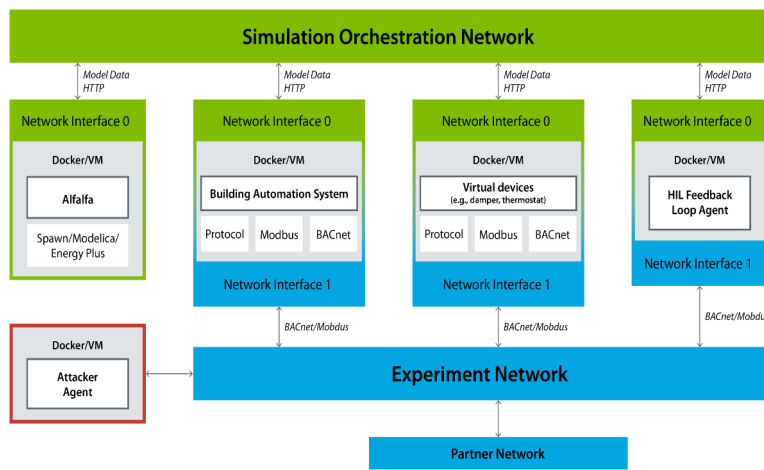 Simulation Orchestration Network
Model Data
HTTP
Model Data
HTTP
Model Data
HTTP
Model Data
HTTP
Network Interface 0
Docker/VM
Alfalfa
Spawn/Modelica/
Energy Plus
Network Interface 0
Docker/VM
Building Automation System
Protocol
Modbus
BACnet
Network Interface 1
Network Interface 0
Docker/VM
Virtual devices
(e.g., damper, thermostat)
Protocol
Modbus
BACnet
Network Interface 1
Network Interface 0
Docker/VM
HIL Feedback
Loop Agent
Network Interface 1
BACnet/Mobdus
BACnet/Mobdus
BACnet/Mobdu
Docker/VM
Attacker
Agent
Experiment Network
Partner Network